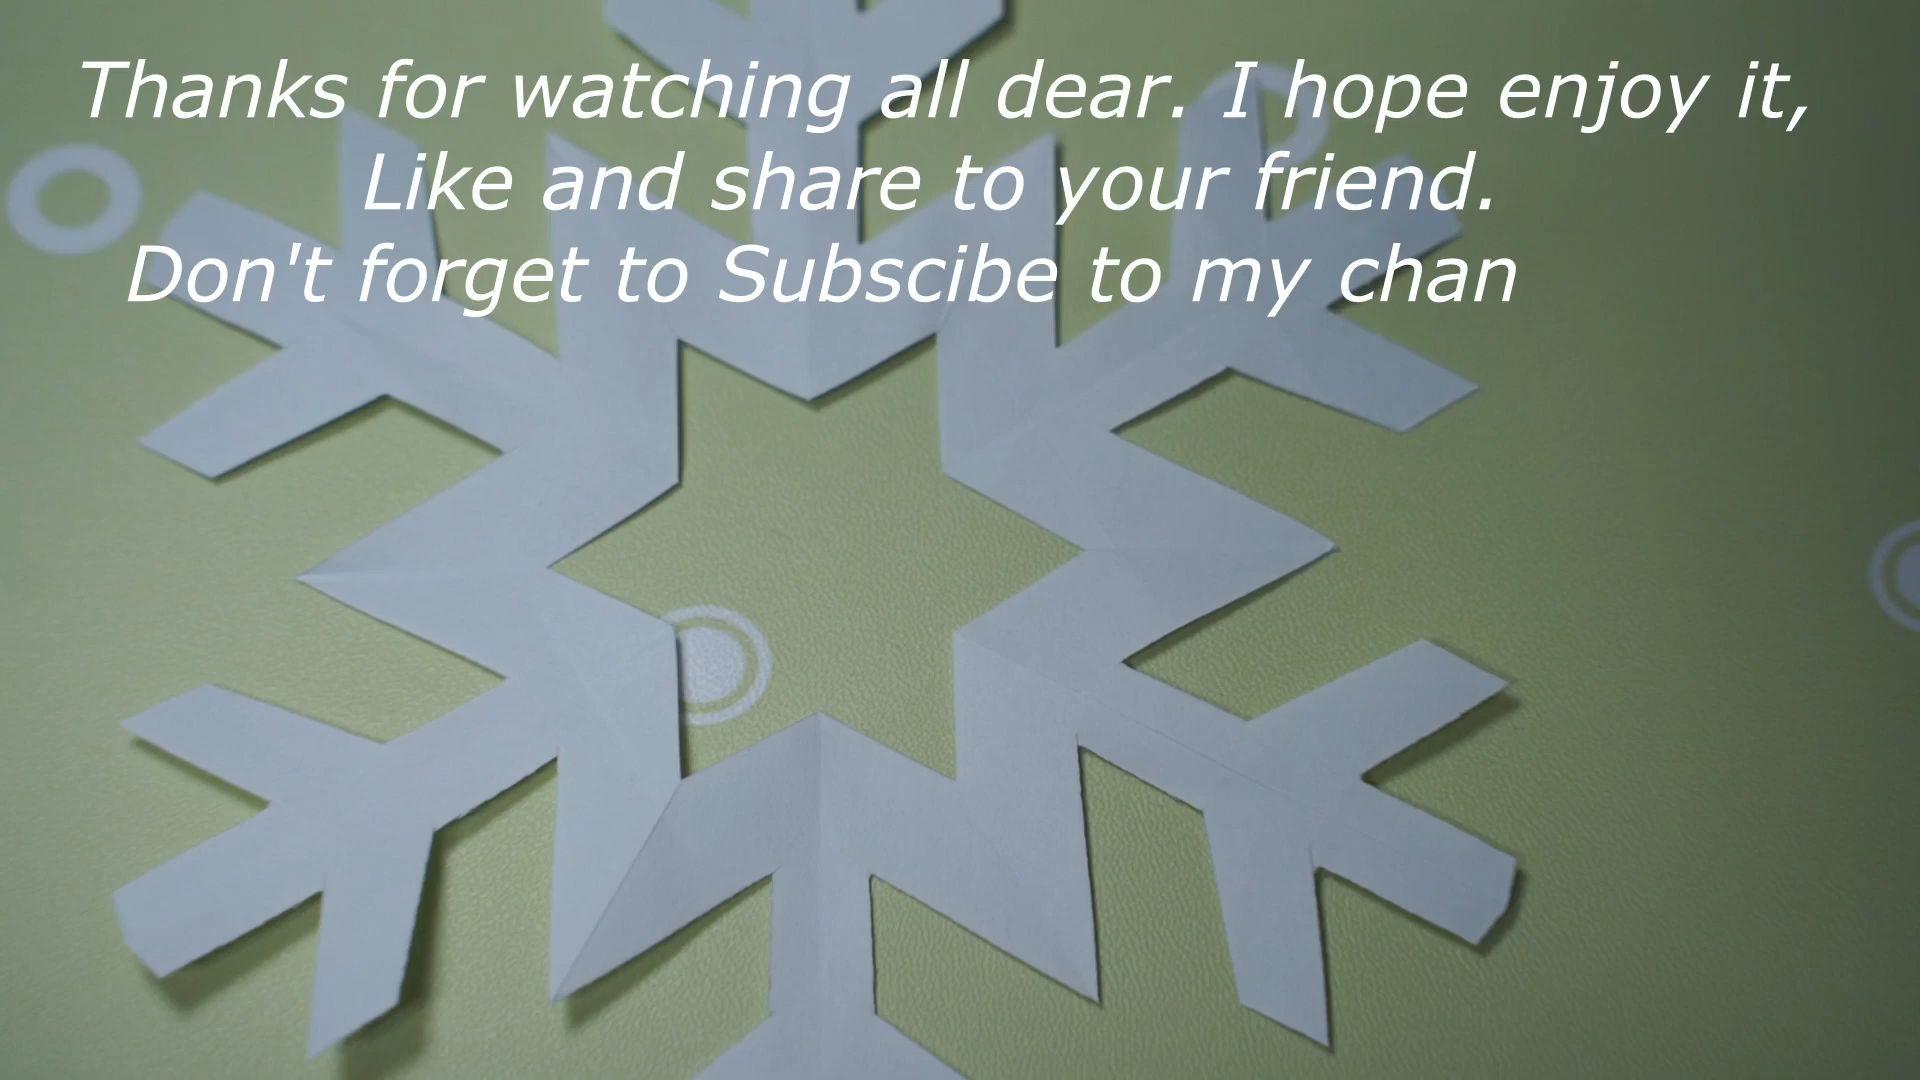 Thanks for watching all dear. I hope enjoy it,
Like and share to your friend.
Don't forget to Subscibe to my chan